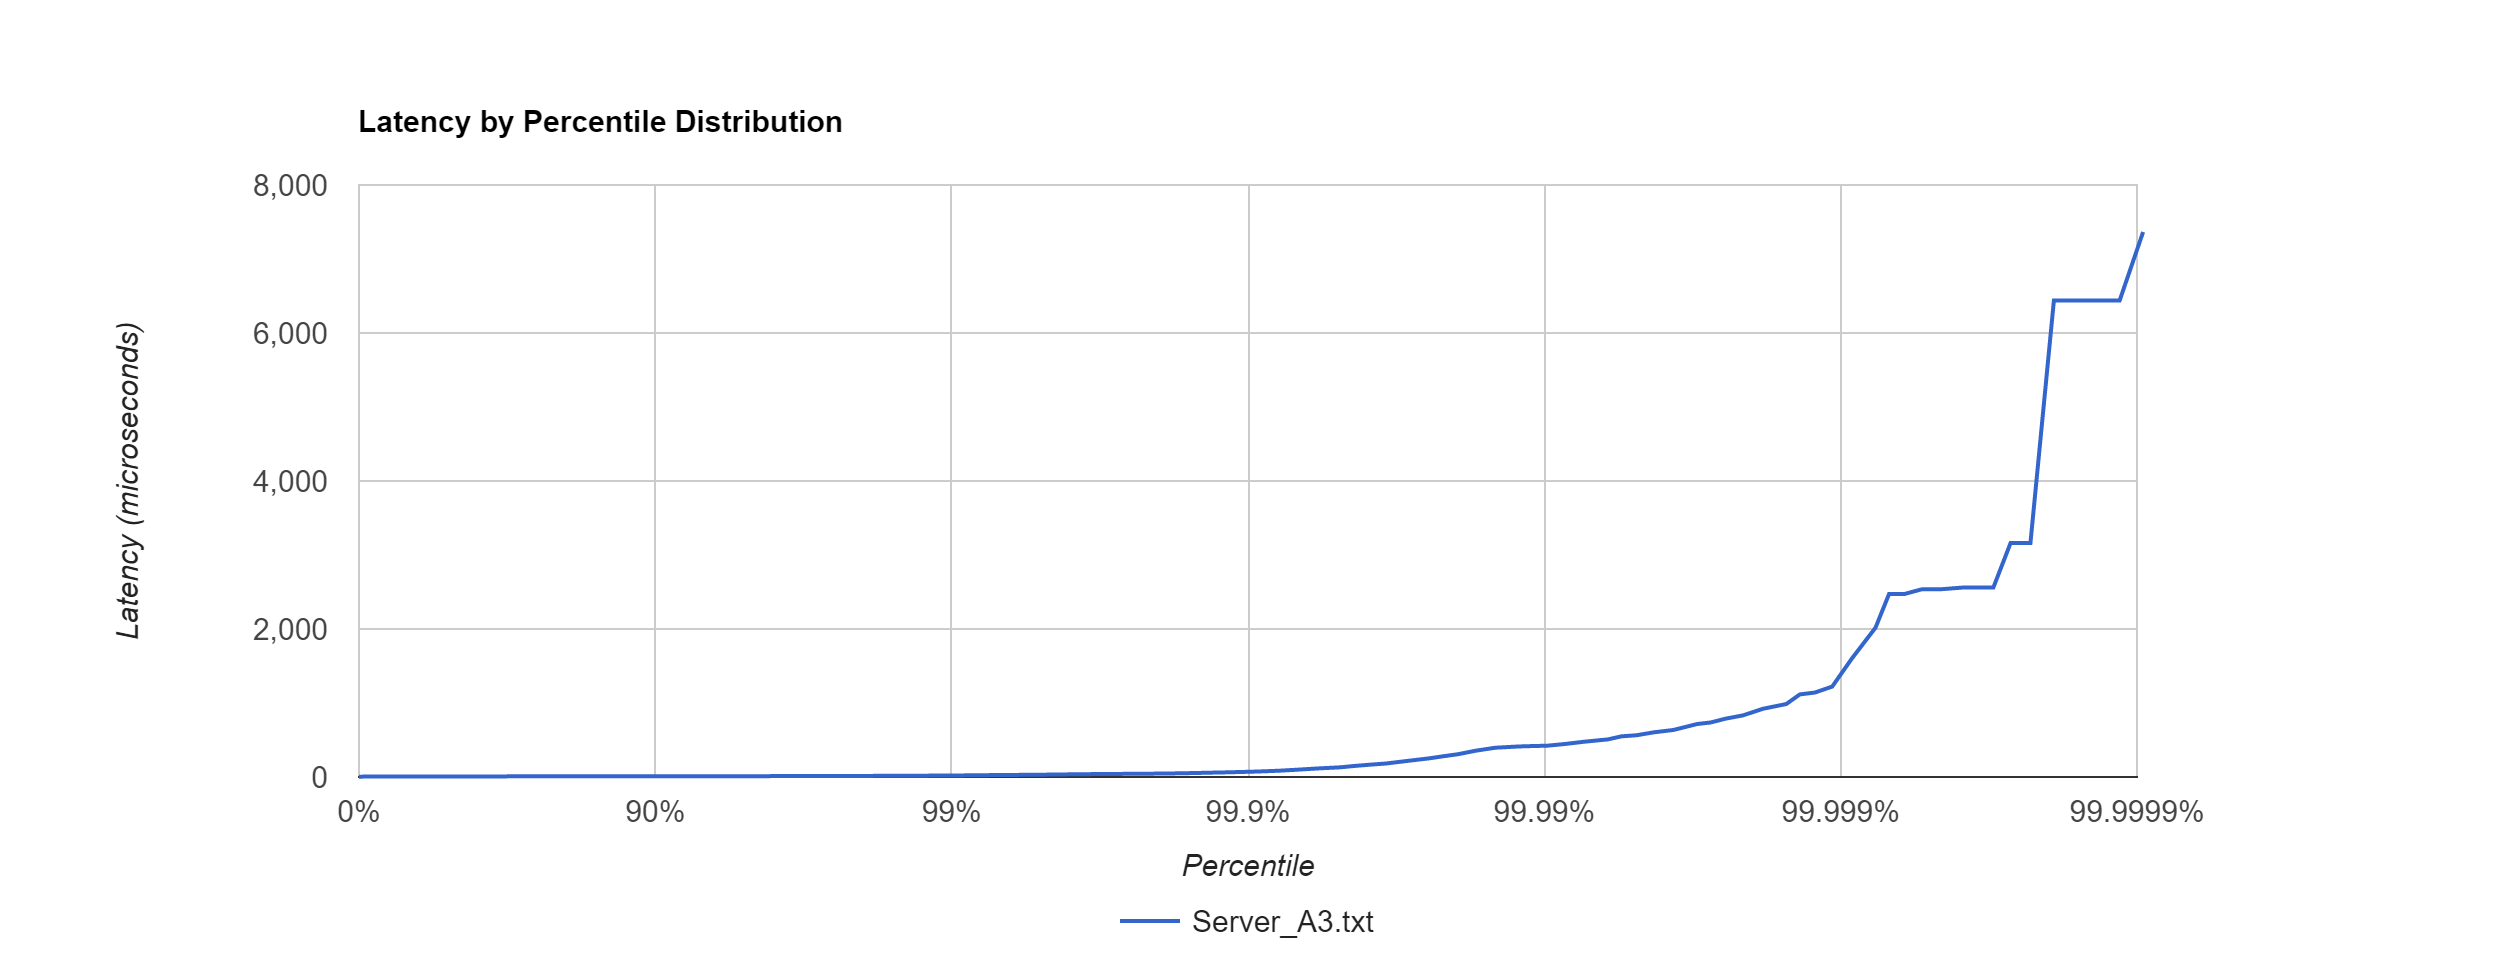 Latency by Percentile Distribution
8,000
6,000
4,000
2,000
0
Latency (microseconds)
0% 90% 99% 99.9% 99.99% 99.999% 99.9999%
Percentile
Server_A3.txt